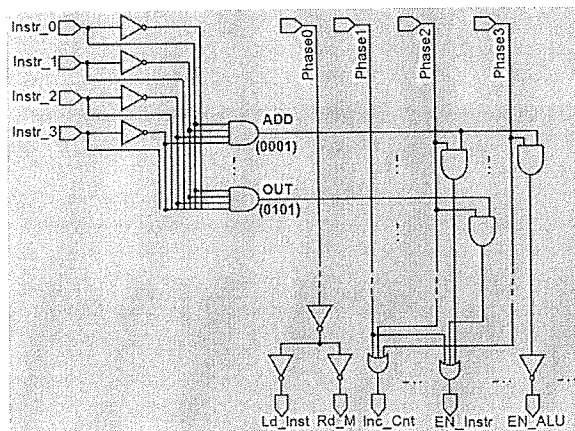 Instr_0
Instr_1
Instr_2
Instr_3
Phase0
Phase1
Phase2
Phase3
ADD
(0001)
OUT
(0101)
Ld_Inst
Rd_M
Inc_Cnt
EN_Instr
EN_ALU